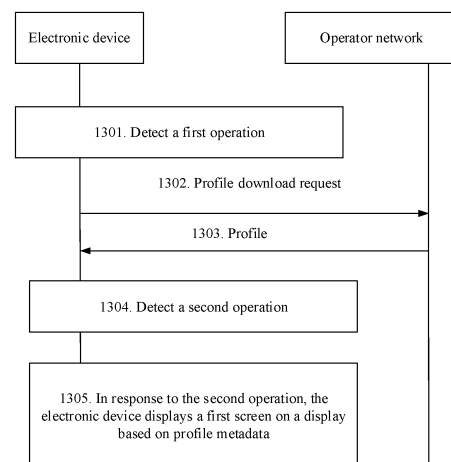 Electronic device
Operator network
1301. Detect a first operation
1302. Profile download request
1303. Profile
1304. Detect a second operation
1305. In response to the second operation, the
electronic device displays a first screen on a display
based on profile metadata